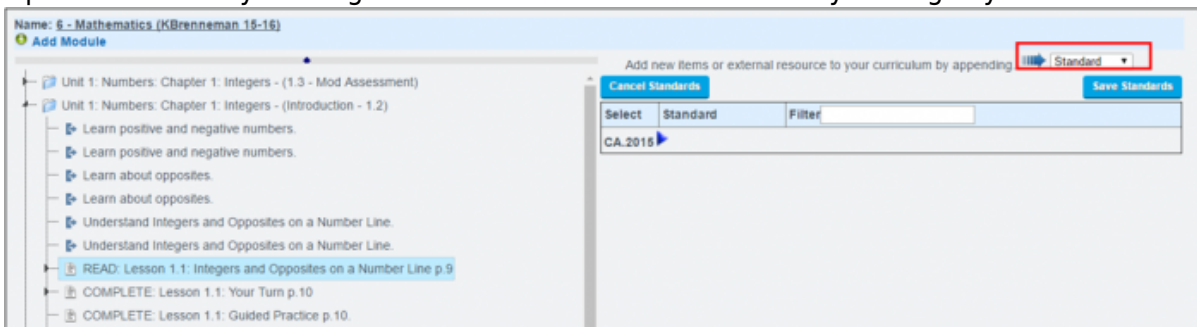 Name: 6 - Mathematics (KBrenneman 15-16)
Add Module
Unit 1: Numbers: Chapter 1: Integers - (1.3 - Mod Assessment)
Unit 1: Numbers: Chapter 1: Integers - (Introduction - 1.2)
Learn positive and negative numbers.
Learn positive and negative numbers.
Learn about opposites.
Learn about opposites.
Understand Integers and Opposites on a Number Line.
Understand Integers and Opposites on a Number Line.
READ: Lesson 1.1: Integers and Opposites on a Number Line p.9
COMPLETE: Lesson 1.1: Your Turn p.10
COMPLETE: Lesson 1.1: Guided Practice p.10.
Add new items or external resource to your curriculum by appending Standard
Cancel Standards Save Standards
Select Standard Filter
CA.2015